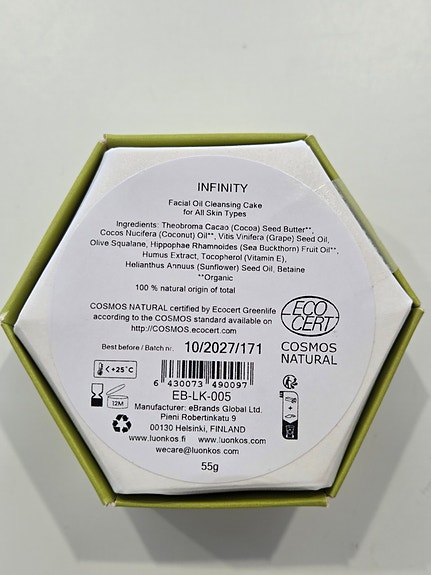 INFINITY
Facial Oil Cleansing Cake
for All Skin Types
Ingredients: Theobroma Cacao (Cocoa) Seed Butter**,
Cocos Nucifera (Coconut) Oil**, Vitis Vinifera (Grape) Seed Oil,
Olive Squalane, Hippophae Rhamnoides (Sea Buckthorn) Fruit Oil**,
Humus Extract, Tocopherol (Vitamin E),
Helianthus Annuus (Sunflower) Seed Oil, Betaine
**Organic
100 % natural origin of total
COSMOS NATURAL certified by Ecocert Greenlife
according to the COSMOS standard available on
http://COSMOS.ecocert.com
ECO
CERT
COSMOS
NATURAL
Best before / Batch nr. 10/2027/171
<+25°C
12M
6 430073 490097
EB-LK-005
Manufacturer: eBrands Global Ltd.
Pieni Robertinkatu 9
00130 Helsinki, FINLAND
www.luonkos.fi www.luonkos.com
wecare@luonkos.com
55g